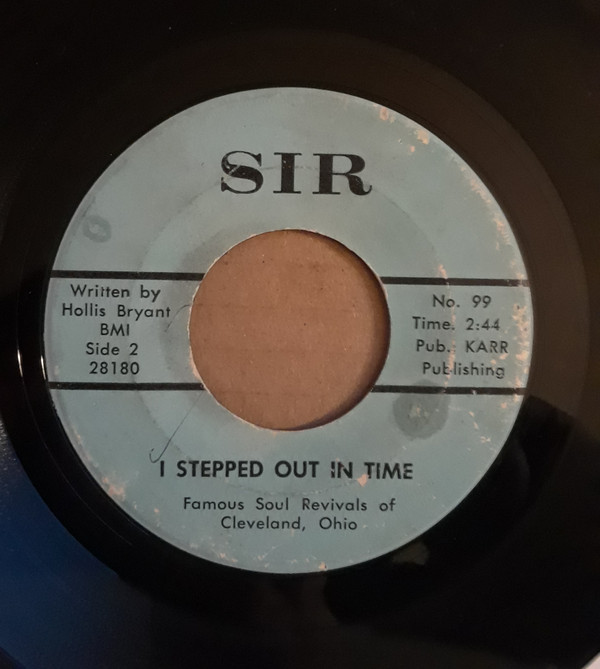 SIR
Written by
Hollis Bryant
BMI
Side 2
28180
No. 99
Time. 2:44
Pub. KARR
Publishing
I STEPPED OUT IN TIME
Famous Soul Revivals of
Cleveland, Ohio